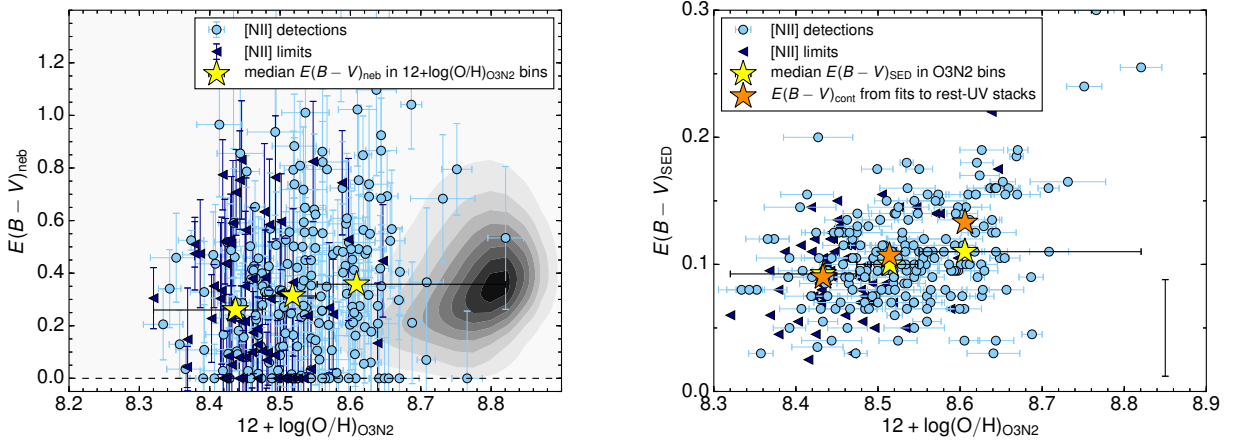 [NII] detections
[NII] limits
median E(B − V)neb in 12+log(O/H)O3N2 bins
1.4
1.2
1.0
0.8
0.6
0.4
0.2
0.0
E(B − V)neb
8.2 8.3 8.4 8.5 8.6 8.7 8.8
12 + log(O/H)O3N2
[NII] detections
[NII] limits
median E(B − V)SED in O3N2 bins
E(B − V)cont from fits to rest-UV stacks
0.3
0.2
0.1
0.0
E(B − V)SED
8.3 8.4 8.5 8.6 8.7 8.8 8.9
12 + log(O/H)O3N2